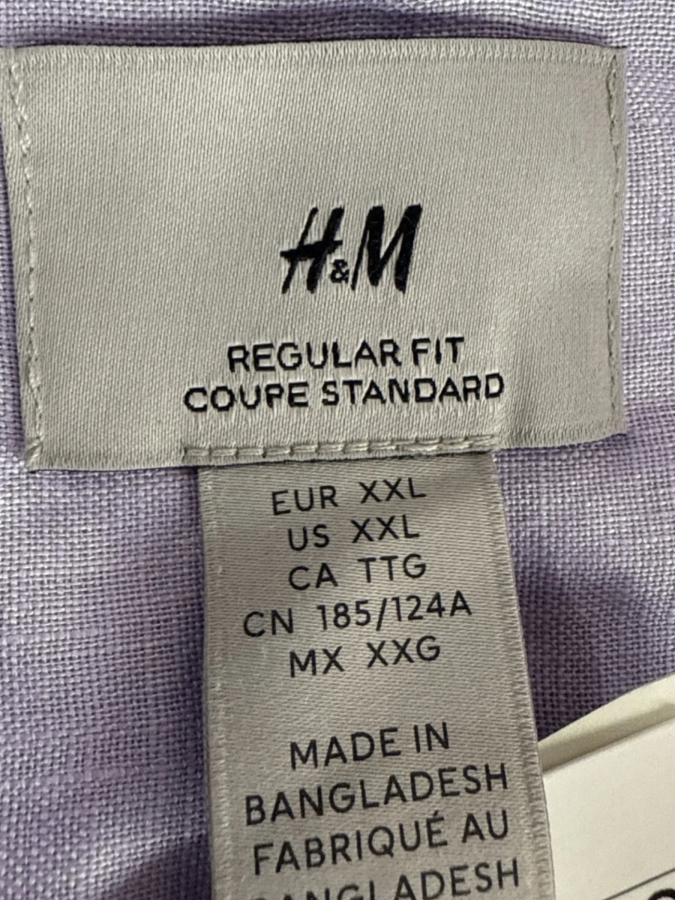 H&M
REGULAR FIT
COUPE STANDARD
EUR XXL
US XXL
CA TTG
CN 185/124A
MX XXG
MADE IN
BANGLADESH
FABRIQUÉ AU
BANGLADESH